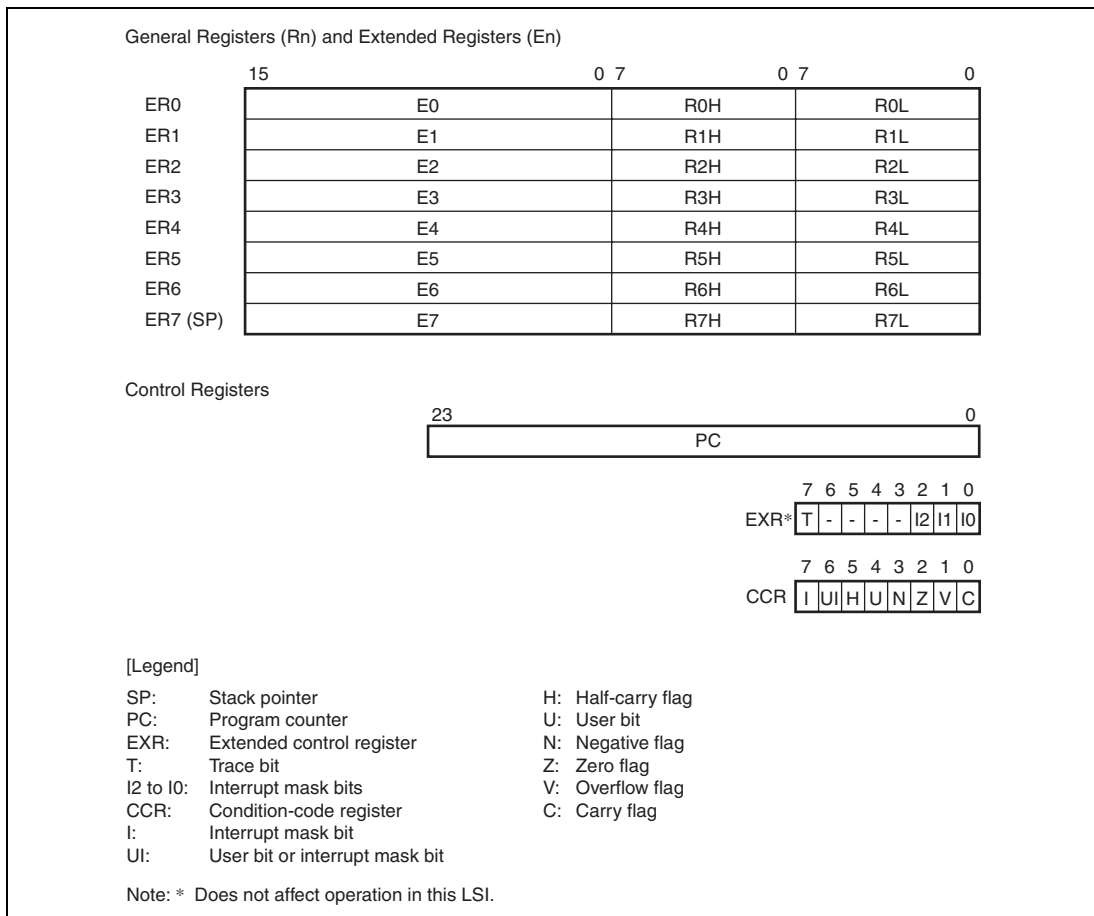 General Registers (Rn) and Extended Registers (En)
15 0 7 0 7 0
ER0 E0 R0H R0L
ER1 E1 R1H R1L
ER2 E2 R2H R2L
ER3 E3 R3H R3L
ER4 E4 R4H R4L
ER5 E5 R5H R5L
ER6 E6 R6H R6L
ER7 (SP) E7 R7H R7L
Control Registers
23 0
PC
7 6 5 4 3 2 1 0
EXR* T - - - - I2 I1 I0
7 6 5 4 3 2 1 0
CCR I UI H U N Z V C
[Legend]
SP: Stack pointer
PC: Program counter
EXR: Extended control register
T: Trace bit
I2 to I0: Interrupt mask bits
CCR: Condition-code register
I: Interrupt mask bit
UI: User bit or interrupt mask bit
H: Half-carry flag
U: User bit
N: Negative flag
Z: Zero flag
V: Overflow flag
C: Carry flag
Note: * Does not affect operation in this LSI.